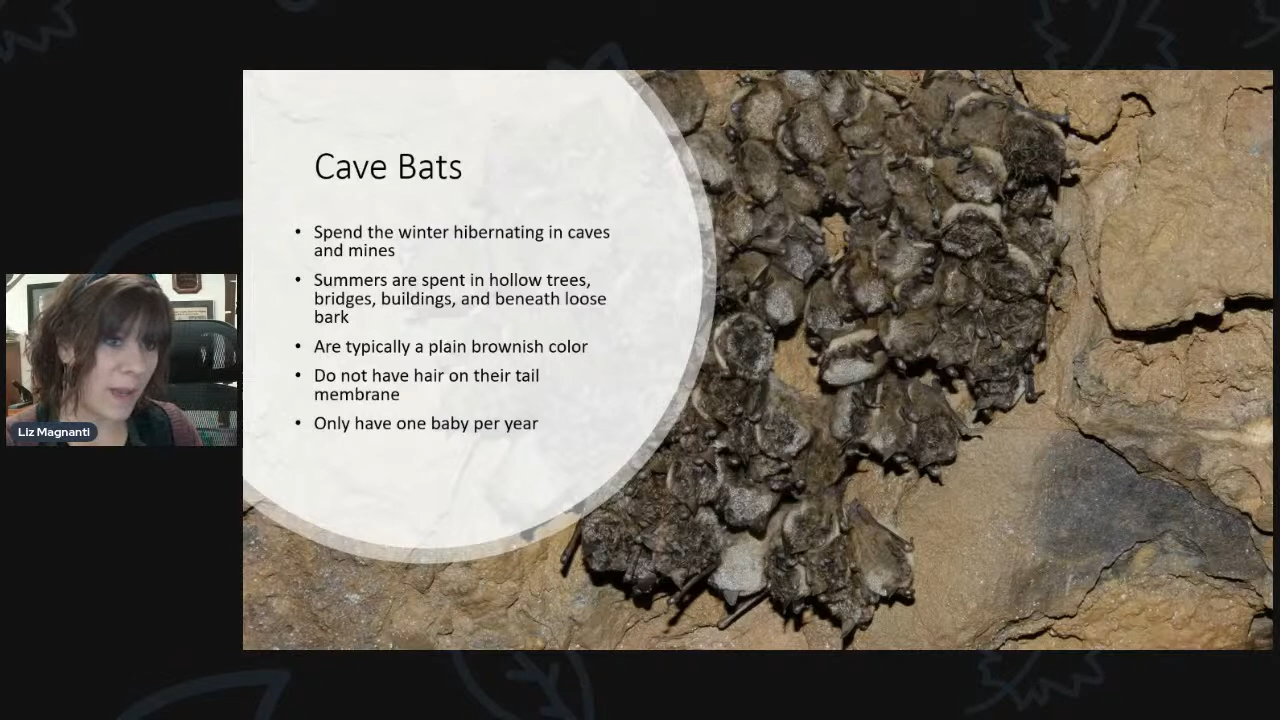 Cave Bats
• Spend the winter hibernating in caves
and mines
• Summers are spent in hollow trees,
bridges, buildings, and beneath loose
bark
• Are typically a plain brownish color
• Do not have hair on their tail
membrane
• Only have one baby per year
Liz Magnanti